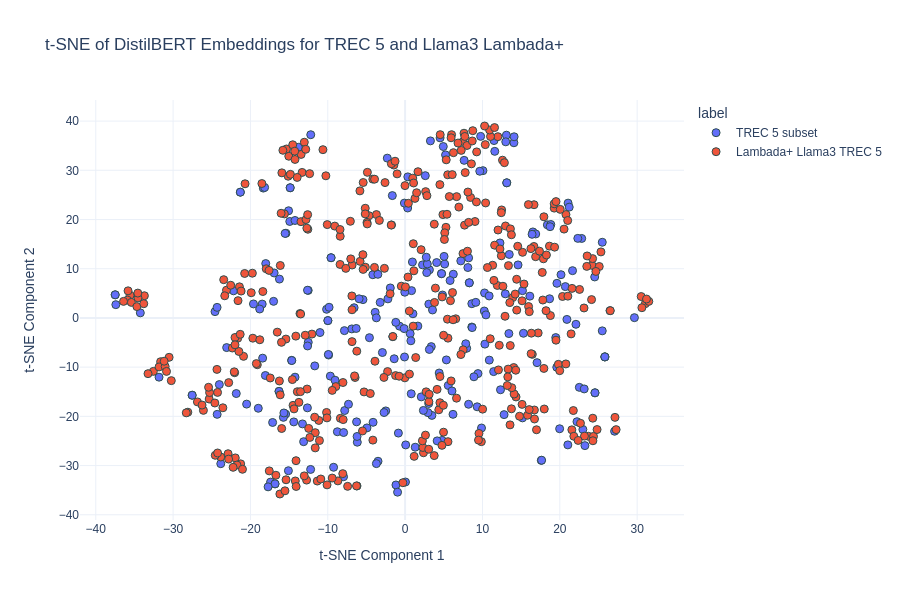 t-SNE of DistilBERT Embeddings for TREC 5 and Llama3 Lambada+
label
TREC 5 subset
Lambada+ Llama3 TREC 5
t-SNE Component 2
40
30
20
10
0
−10
−20
−30
−40
−40 −30 −20 −10 0 10 20 30
t-SNE Component 1